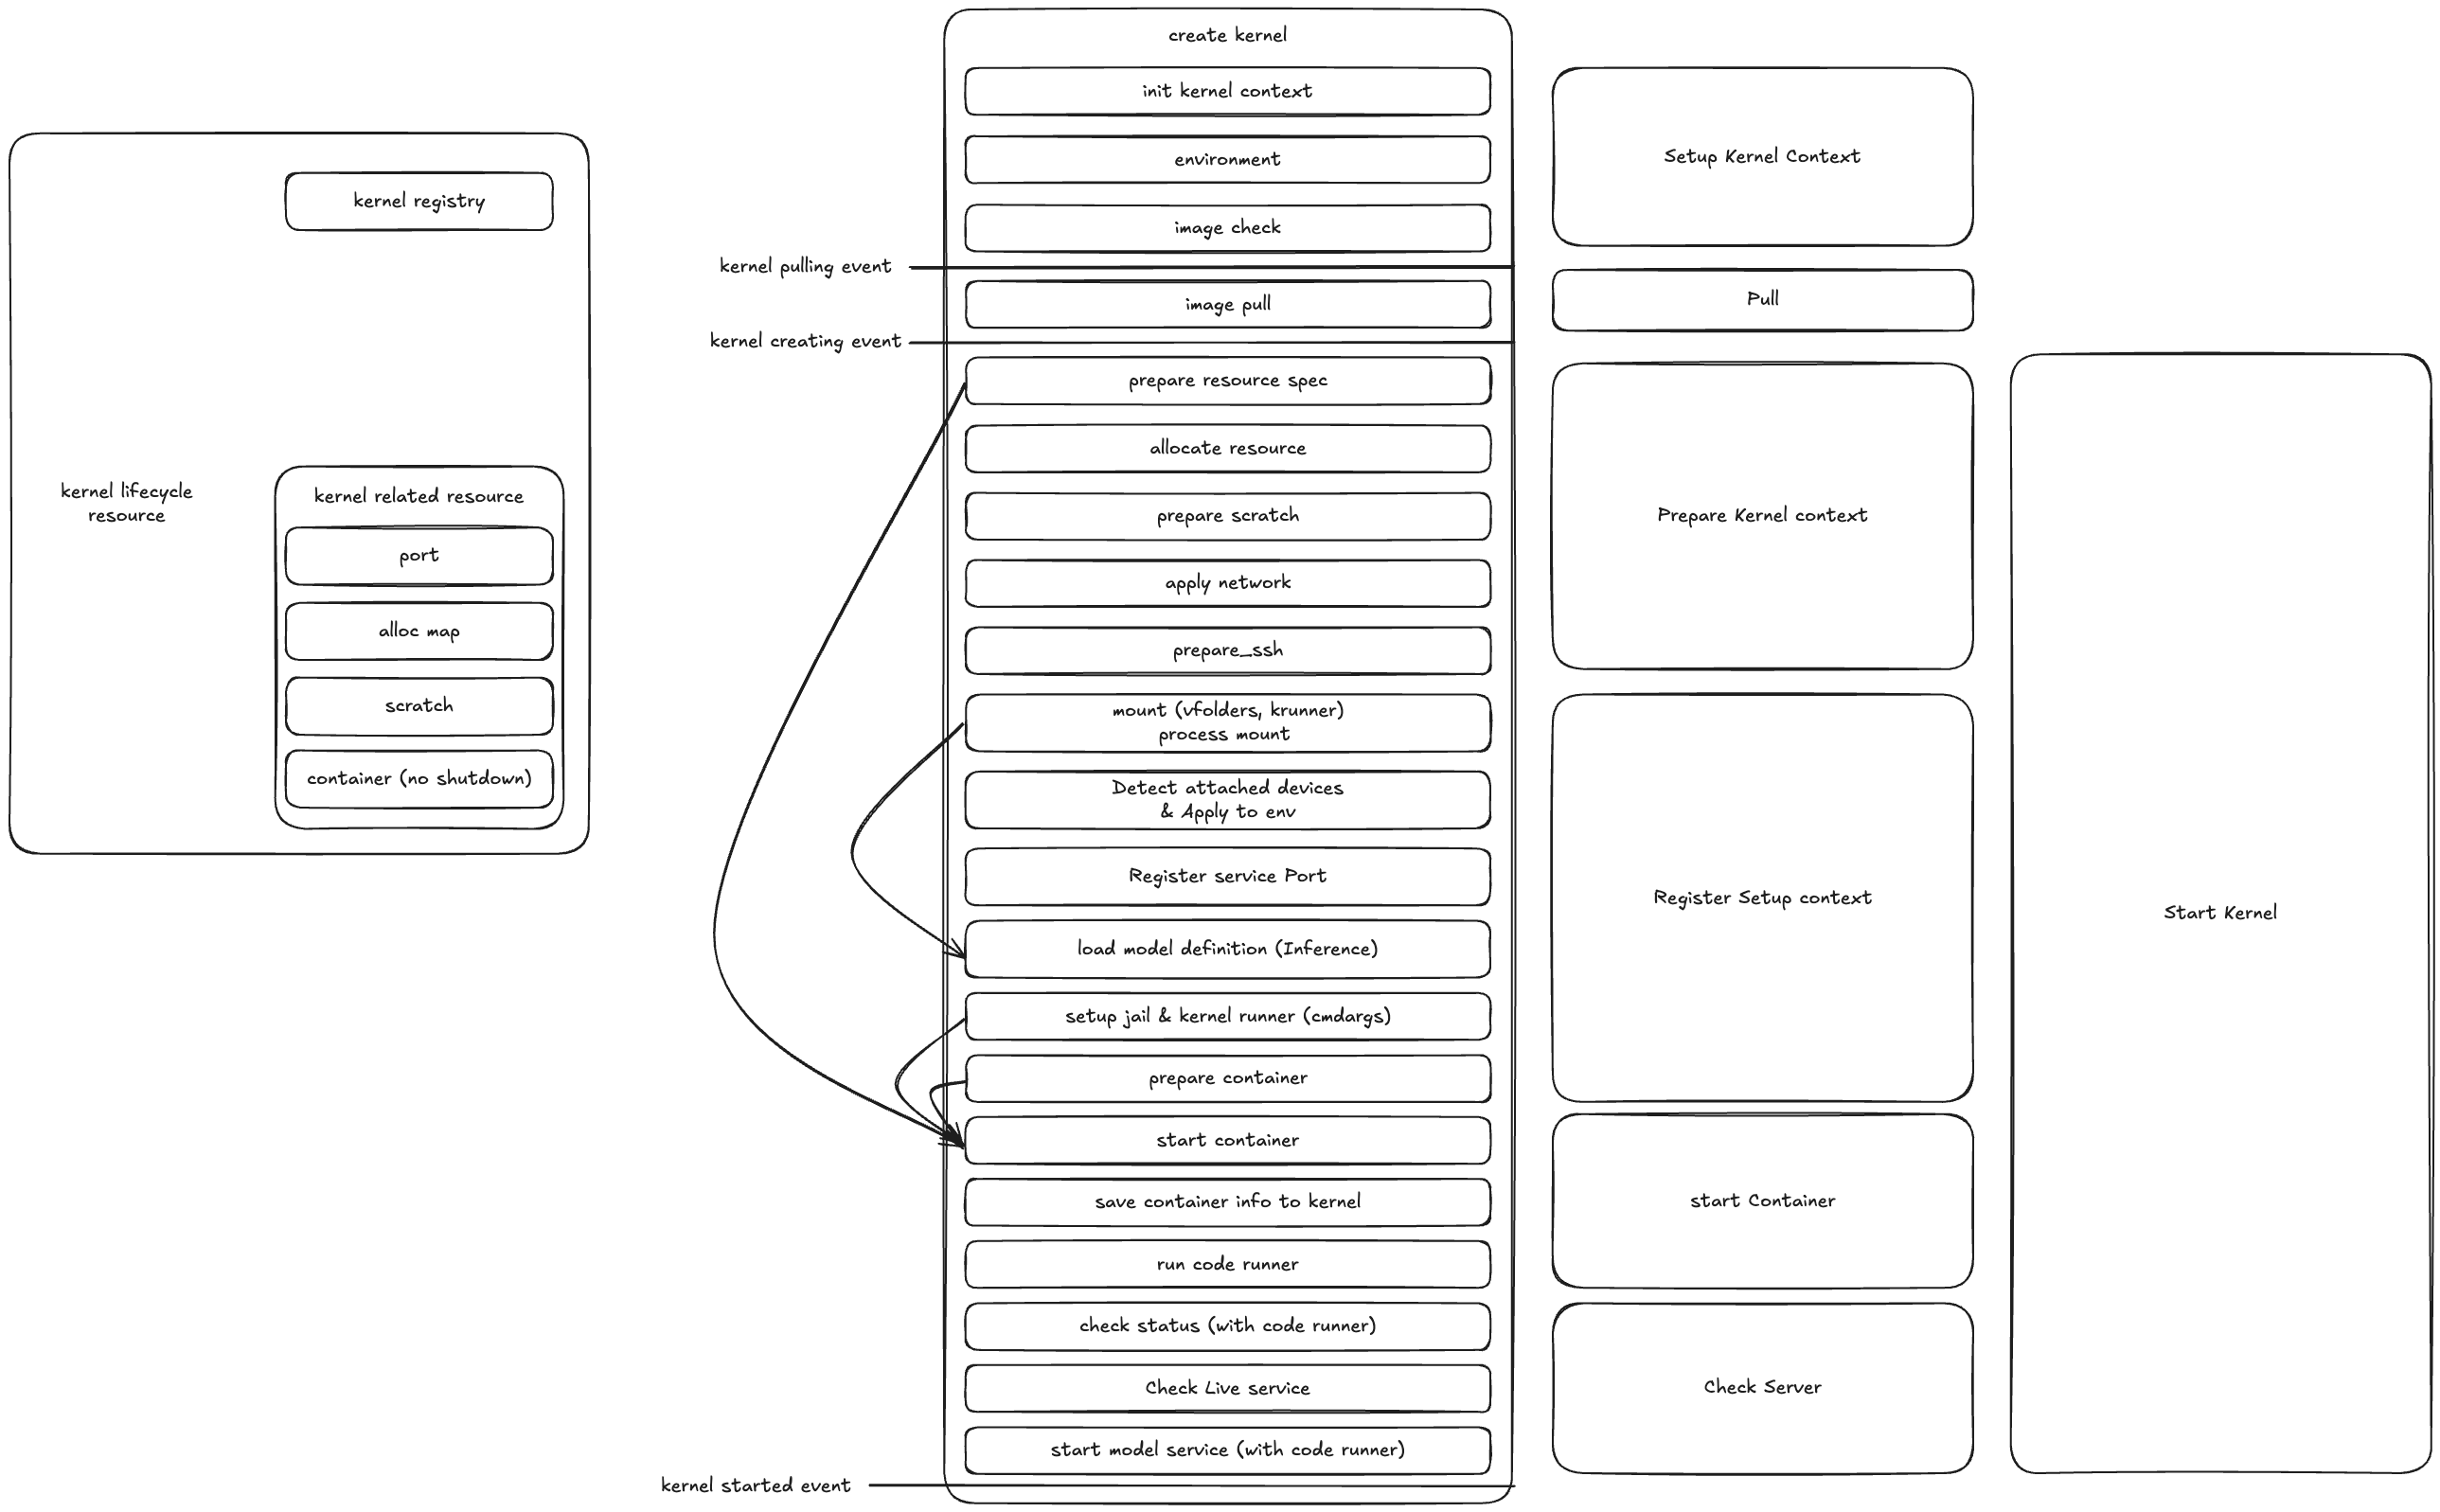 kernel registry
kernel lifecycle
resource
kernel related resource
port
alloc map
scratch
container (no shutdown)
create kernel
init kernel context
environment
image check
kernel pulling event
image pull
kernel creating event
prepare resource spec
allocate resource
prepare scratch
apply network
prepare_ssh
mount (vfolders, krunner)
process mount
Detect attached devices
& Apply to env
Register service Port
load model definition (Inference)
setup jail & kernel runner (cmdargs)
prepare container
start container
save container info to kernel
run code runner
check status (with code runner)
Check Live service
start model service (with code runner)
kernel started event
Setup Kernel Context
Pull
Prepare Kernel context
Register Setup context
start Container
Check Server
Start Kernel